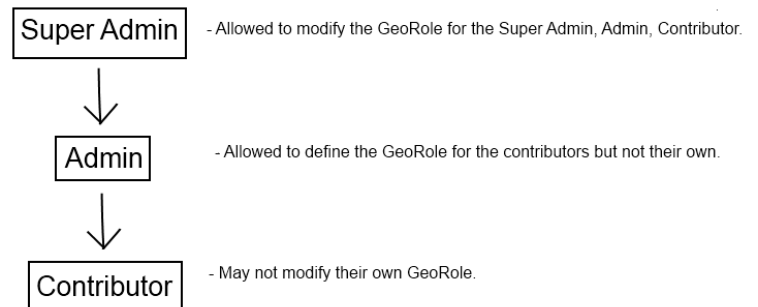 Super Admin - Allowed to modify the GeoRole for the Super Admin, Admin, Contributor.
Admin - Allowed to define the GeoRole for the contributors but not their own.
Contributor - May not modify their own GeoRole.